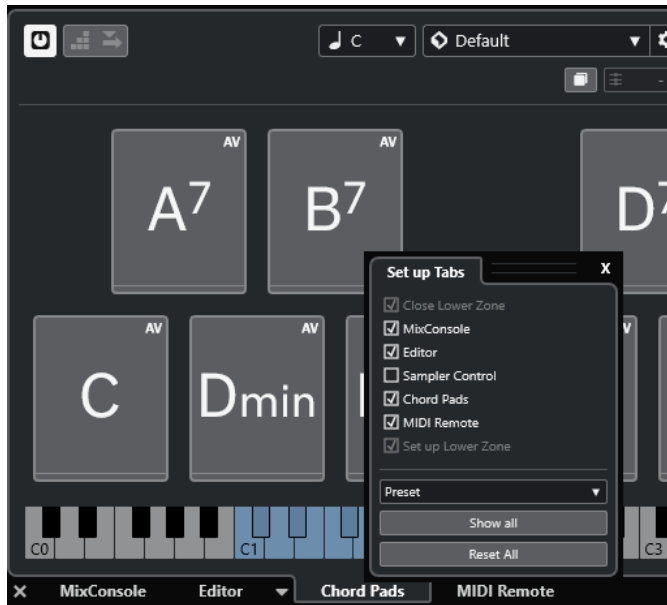 C
Default
AV
AV
A7
B7
D7
Set up Tabs
X
Close Lower Zone
MixConsole
Editor
Sampler Control
Chord Pads
MIDI Remote
Set up Lower Zone
Preset
Show all
Reset All
AV
AV
C
Dmin
C0
C1
C3
MixConsole
Editor
Chord Pads
MIDI Remote